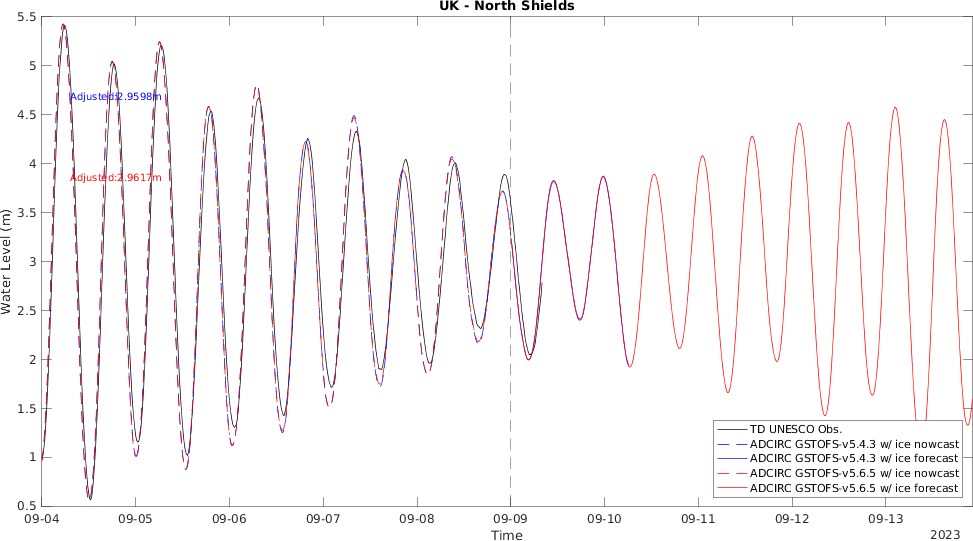 UK - North Shields
5.5
5
4.5
4
3.5
3
2.5
2
1.5
1
0.5
Water Level (m)
Adjusted:2.9598m
Adjusted:2.9617m
TD UNESCO Obs.
ADCIRC GSTOFS-v5.4.3 w/ ice nowcast
ADCIRC GSTOFS-v5.4.3 w/ ice forecast
ADCIRC GSTOFS-v5.6.5 w/ ice nowcast
ADCIRC GSTOFS-v5.6.5 w/ ice forecast
09-04 09-05 09-06 09-07 09-08 09-09 09-10 09-11 09-12 09-13
Time
2023